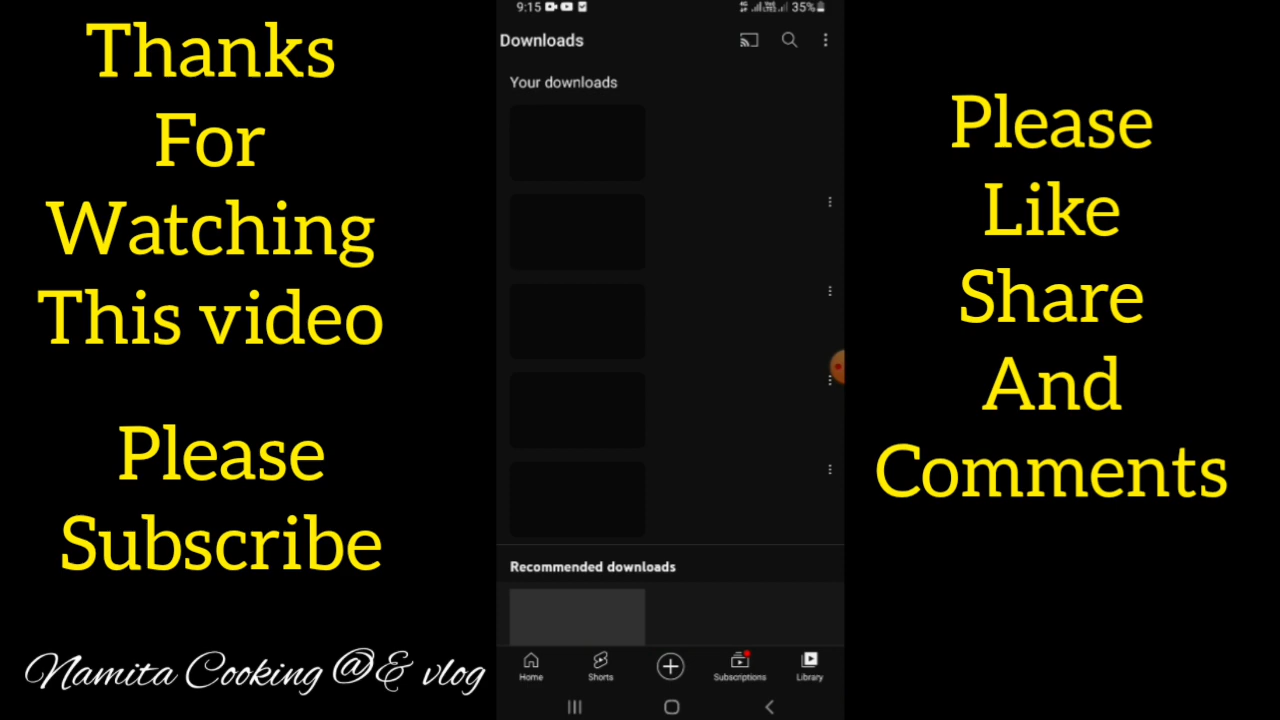 Thanks
For
Watching
This video
Please
Subscribe
Namita Cooking @& vlog
9:15
35%
Downloads
Your downloads
Recommended downloads
Home
Shorts
Subscriptions
Library
Please
Like
Share
And
Comments